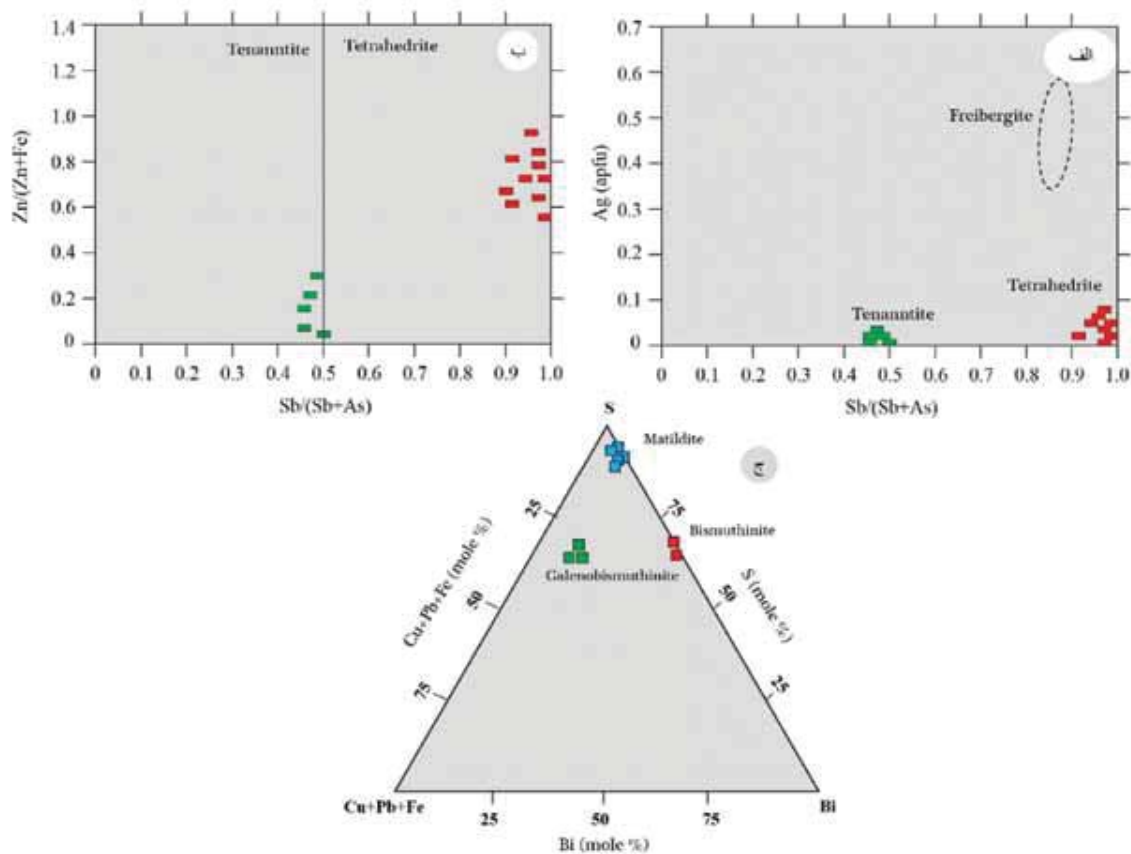 ب
1.4
1.2
1.0
0.8
0.6
0.4
0.2
0
Zn/(Zn+Fe)
Tenanntite
Tetrahedrite
0 0.1 0.2 0.3 0.4 0.5 0.6 0.7 0.8 0.9 1.0
Sb/(Sb+As)
الف
0.7
0.6
0.5
0.4
0.3
0.2
0.1
0
Ag (apfu)
Freibergite
Tetrahedrite
Tenanntite
0 0.1 0.2 0.3 0.4 0.5 0.6 0.7 0.8 0.9 1.0
Sb/(Sb+As)
S
Matildite
ج
25
75
Bismuthinite
Cu+Pb+Fe (mole %)
Galenobismuthinite
S (mole %)
50
50
75
25
Cu+Pb+Fe
Bi
25 50 75
Bi (mole %)